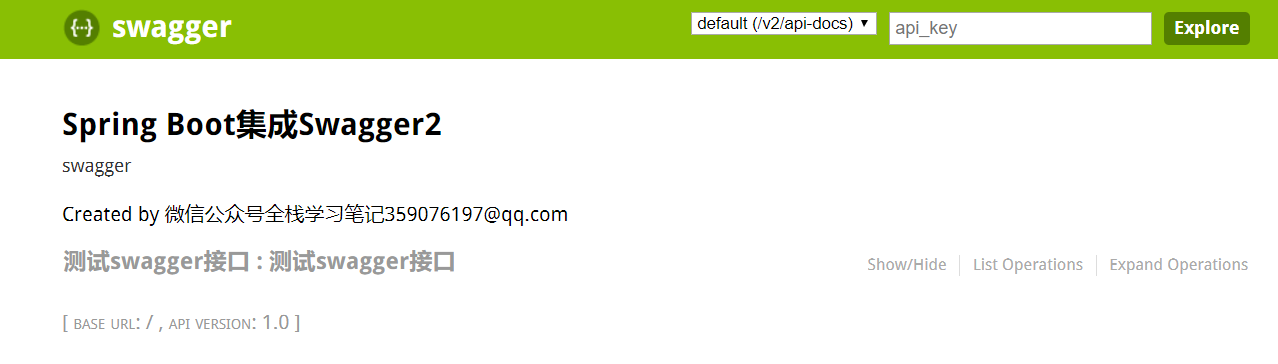 swagger default (/v2/api-docs) api_key Explore
Spring Boot集成Swagger2
swagger
Created by 微信公众号全栈学习笔记359076197@qq.com
测试swagger接口 : 测试swagger接口 Show/Hide List Operations Expand Operations
[ BASE URL: / , API VERSION: 1.0 ]